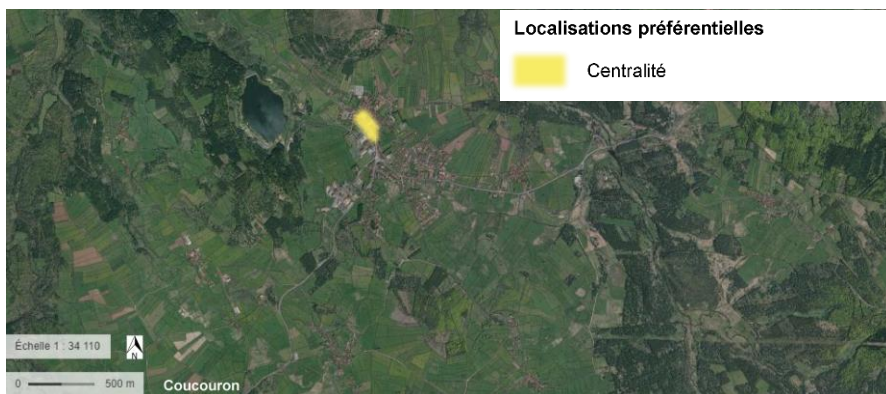 Localisations préférentielles
Centralité
Échelle 1 : 34 110
N
0 500 m
Coucouron